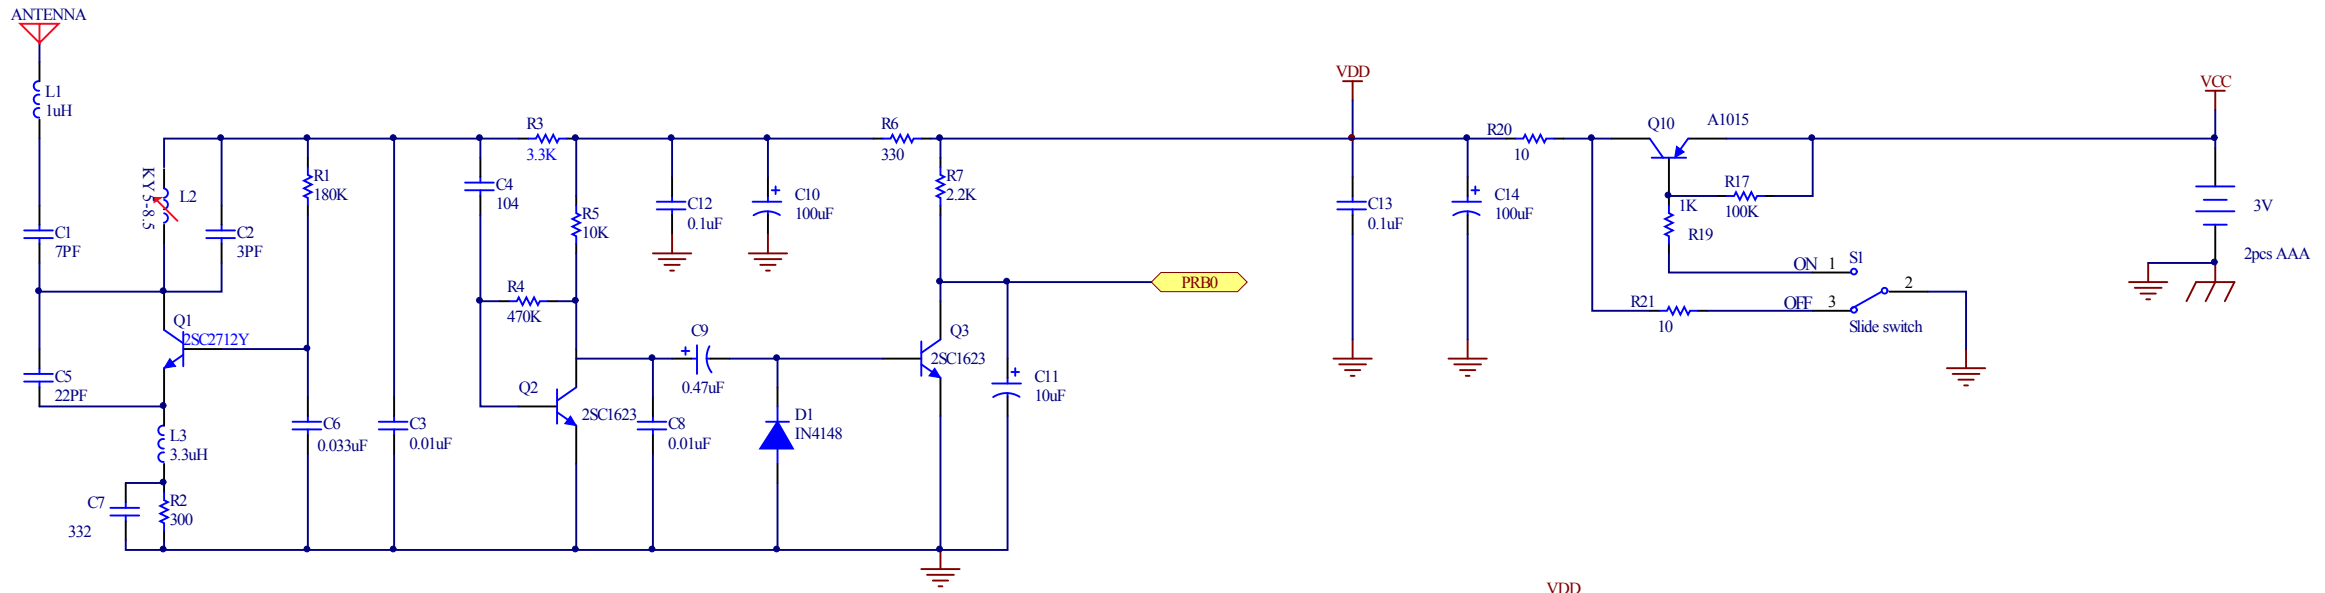 ANTENNA
L1
1uH
C1
7PF
C5
22PF
KY5-8.5
L2
C2
3PF
R1
180K
Q1
2SC2712Y
L3
3.3uH
C7
332
R2
300
C6
0.033uF
C3
0.01uF
R3
3.3K
C4
104
R5
10K
R4
470K
Q2
2SC1623
C12
0.1uF
C10
100uF
C9
0.47uF
C8
0.01uF
D1
IN4148
R6
330
R7
2.2K
Q3
2SC1623
C11
10uF
PRB0
VDD
C13
0.1uF
C14
100uF
R20
10
Q10
A1015
R17
100K
1K
R19
ON 1
S1
2
R21
10
OFF 3
Slide switch
VCC
3V
2pcs AAA
VDD